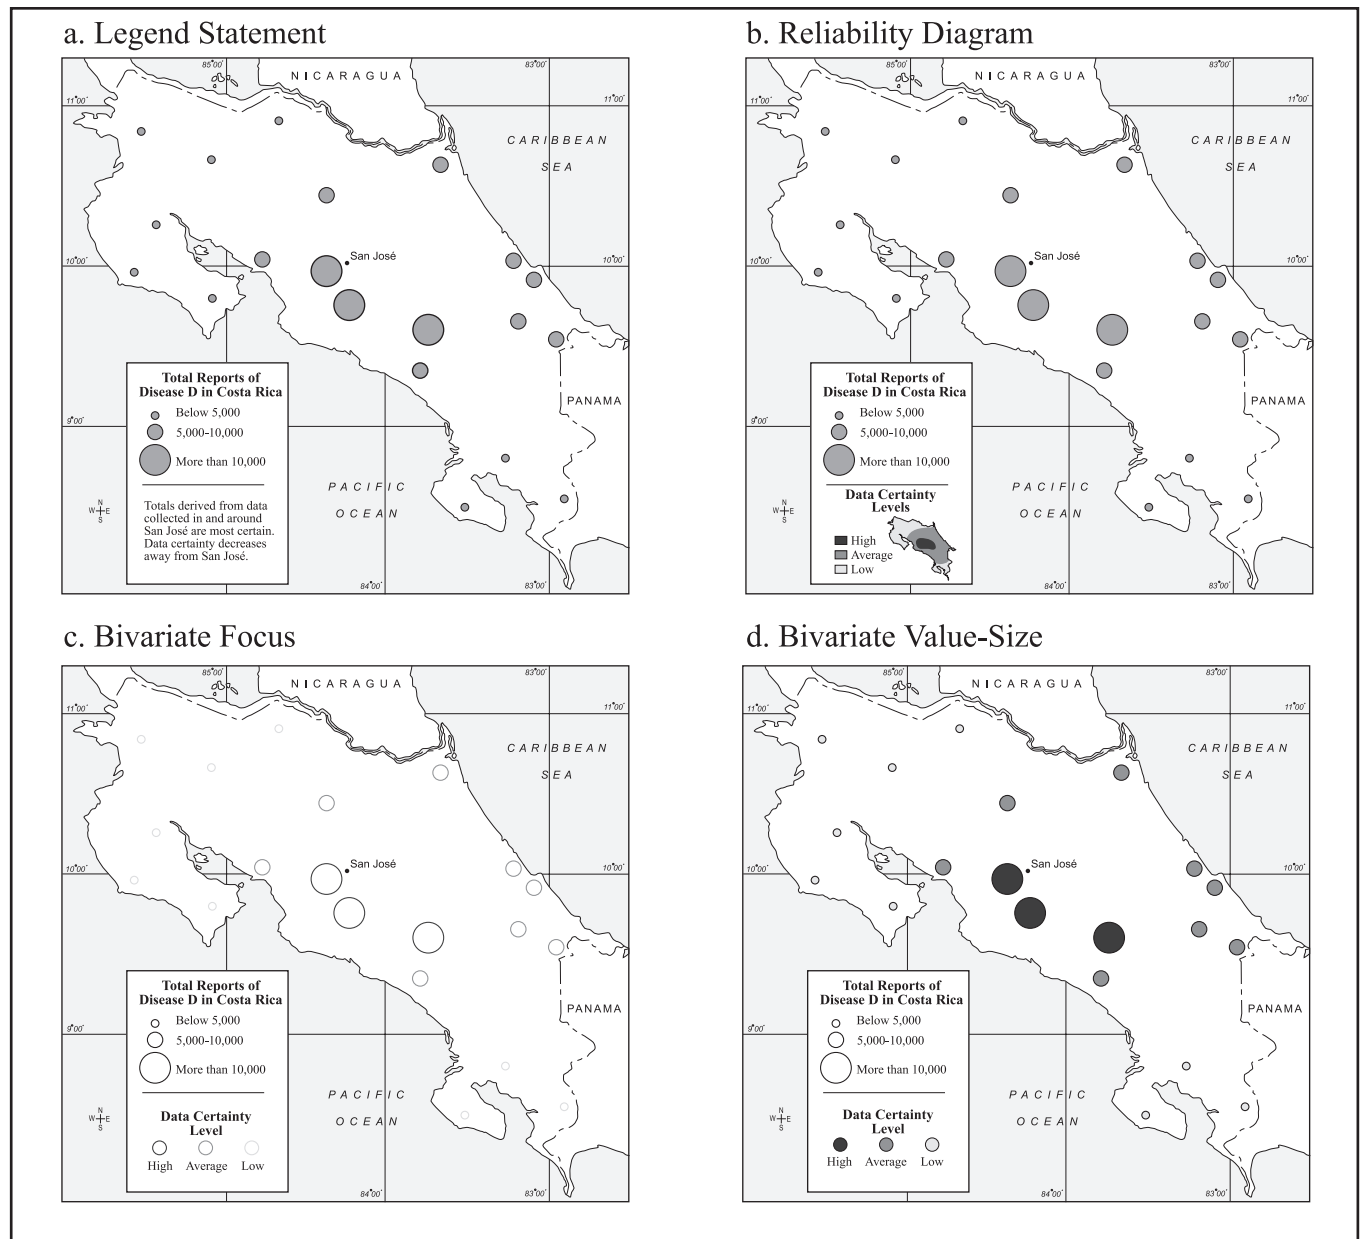 a. Legend Statement
85°00'
83°00'
NICARAGUA
11°00'
11°00'
CARIBBEAN
SEA
San José
10°00'
10°00'
Total Reports of
Disease D in Costa Rica
Below 5,000
5,000-10,000
More than 10,000
Totals derived from data
collected in and around
San José are most certain.
Data certainty decreases
away from San José.
PANAMA
9°00'
PACIFIC
OCEAN
N
W E
S
84°00'
83°00'
b. Reliability Diagram
85°00'
83°00'
NICARAGUA
11°00'
11°00'
CARIBBEAN
SEA
San José
10°00'
10°00'
Total Reports of
Disease D in Costa Rica
Below 5,000
5,000-10,000
More than 10,000
Data Certainty
Levels
High
Average
Low
PANAMA
9°00'
PACIFIC
OCEAN
N
W E
S
84°00'
83°00'
c. Bivariate Focus
85°00'
83°00'
NICARAGUA
11°00'
11°00'
CARIBBEAN
SEA
San José
10°00'
10°00'
Total Reports of
Disease D in Costa Rica
Below 5,000
5,000-10,000
More than 10,000
Data Certainty
Level
High Average Low
PANAMA
9°00'
PACIFIC
OCEAN
N
W E
S
84°00'
83°00'
d. Bivariate Value-Size
85°00'
83°00'
NICARAGUA
11°00'
11°00'
CARIBBEAN
SEA
San José
10°00'
10°00'
Total Reports of
Disease D in Costa Rica
Below 5,000
5,000-10,000
More than 10,000
Data Certainty
Level
High Average Low
PANAMA
9°00'
PACIFIC
OCEAN
N
W E
S
84°00'
83°00'